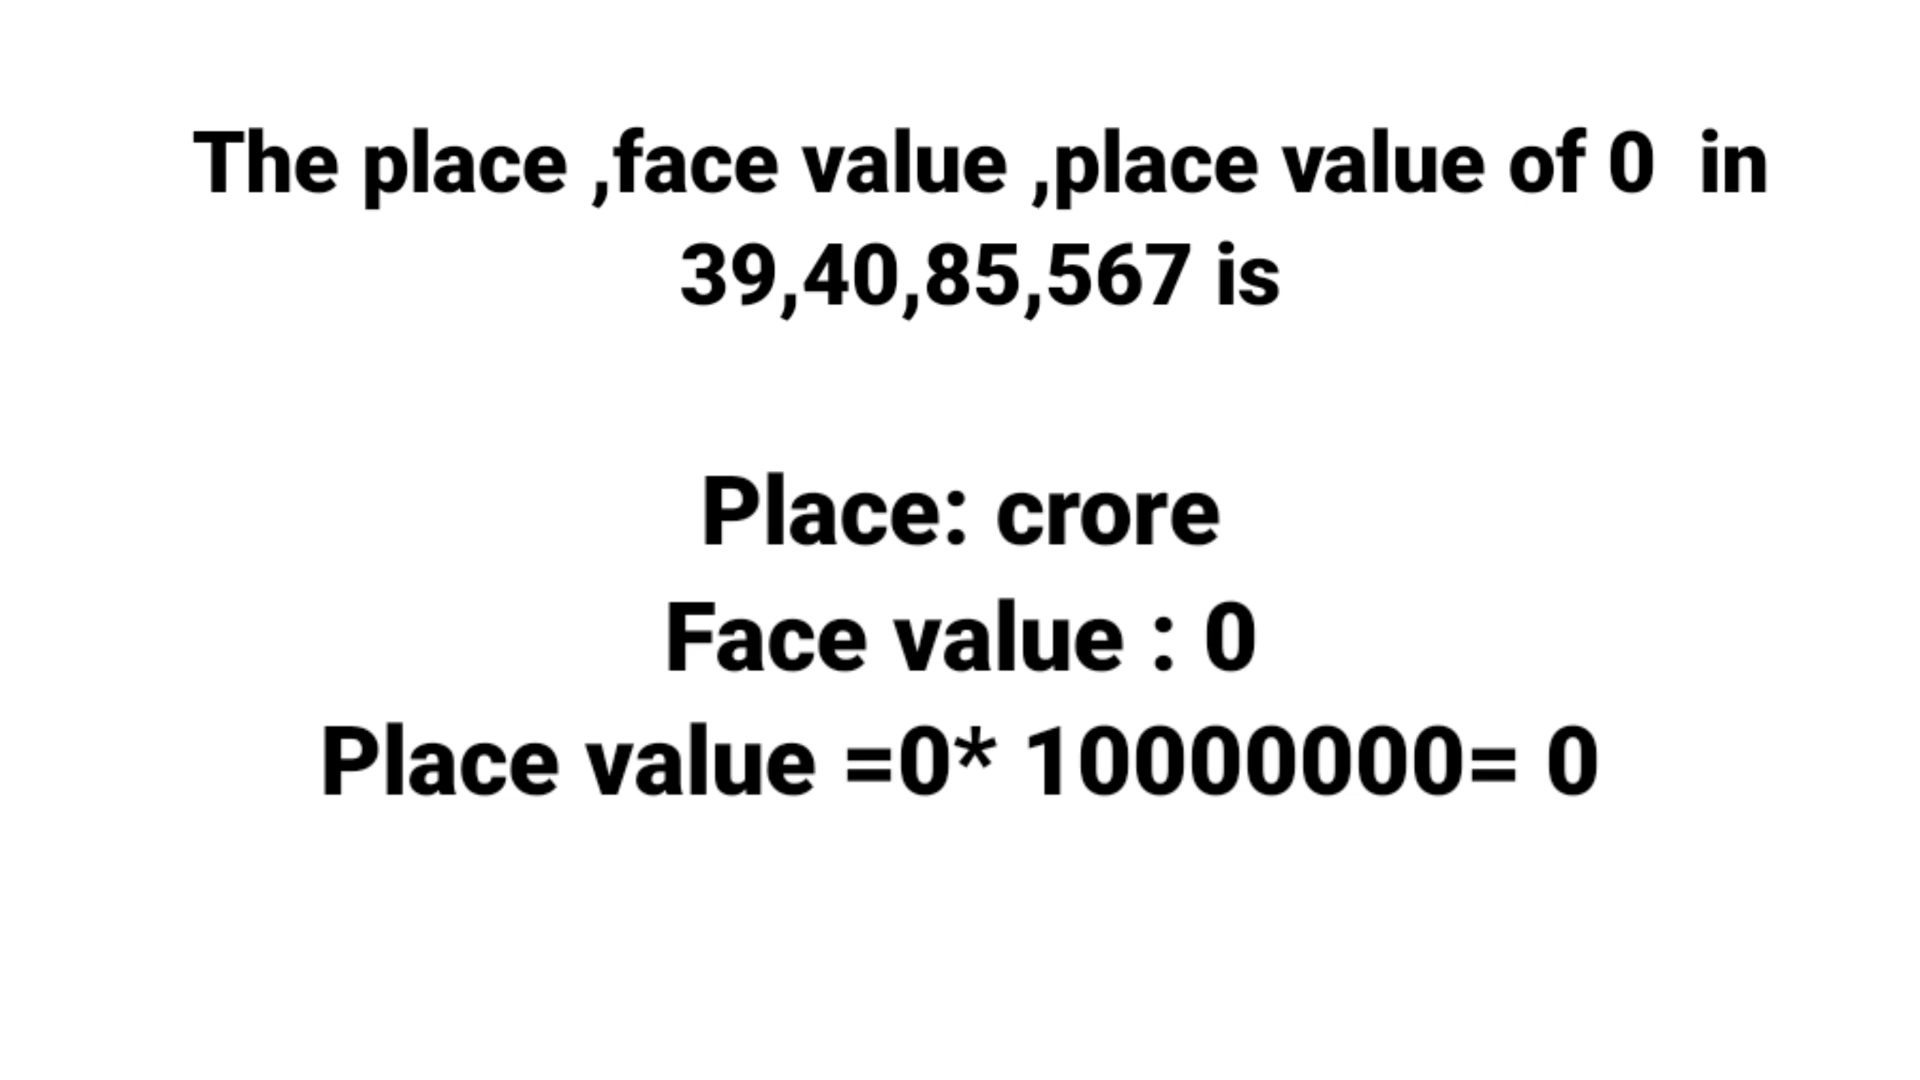 The place ,face value ,place value of 0  in
39,40,85,567 is
Place: crore
Face value : 0
Place value =0* 10000000= 0